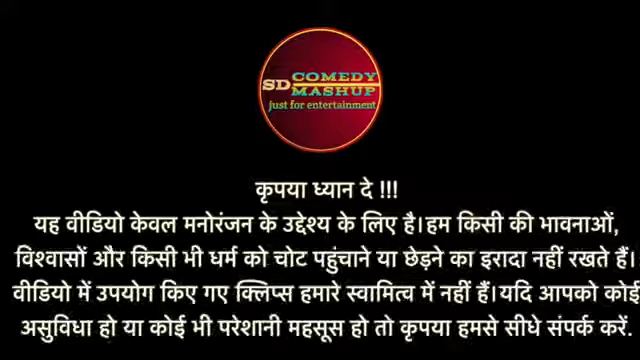 SD COMEDY
MASHUP
just for entertainment
कृपया ध्यान दे !!!
यह वीडियो केवल मनोरंजन के उद्देश्य के लिए है।हम किसी की भावनाओं,
विश्वासों और किसी भी धर्म को चोट पहुंचाने या छेड़ने का इरादा नहीं रखते हैं।
वीडियो में उपयोग किए गए क्लिप्स हमारे स्वामित्व में नहीं हैं।यदि आपको कोई
असुविधा हो या कोई भी परेशानी महसूस हो तो कृपया हमसे सीधे संपर्क करें.